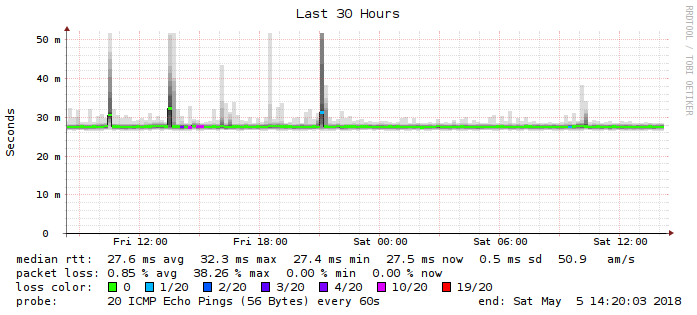 Last 30 Hours
RRDTOOL / TOBI OETIKER
Seconds
50 m
40 m
30 m
20 m
10 m
0
Fri 12:00 Fri 18:00 Sat 00:00 Sat 06:00 Sat 12:00
median rtt: 27.6 ms avg 32.3 ms max 27.4 ms min 27.5 ms now 0.5 ms sd 50.9 am/s
packet loss: 0.85 % avg 38.26 % max 0.00 % min 0.00 % now
loss color: 0 1/20 2/20 3/20 4/20 10/20 19/20
probe: 20 ICMP Echo Pings (56 Bytes) every 60s end: Sat May 5 14:20:03 2018